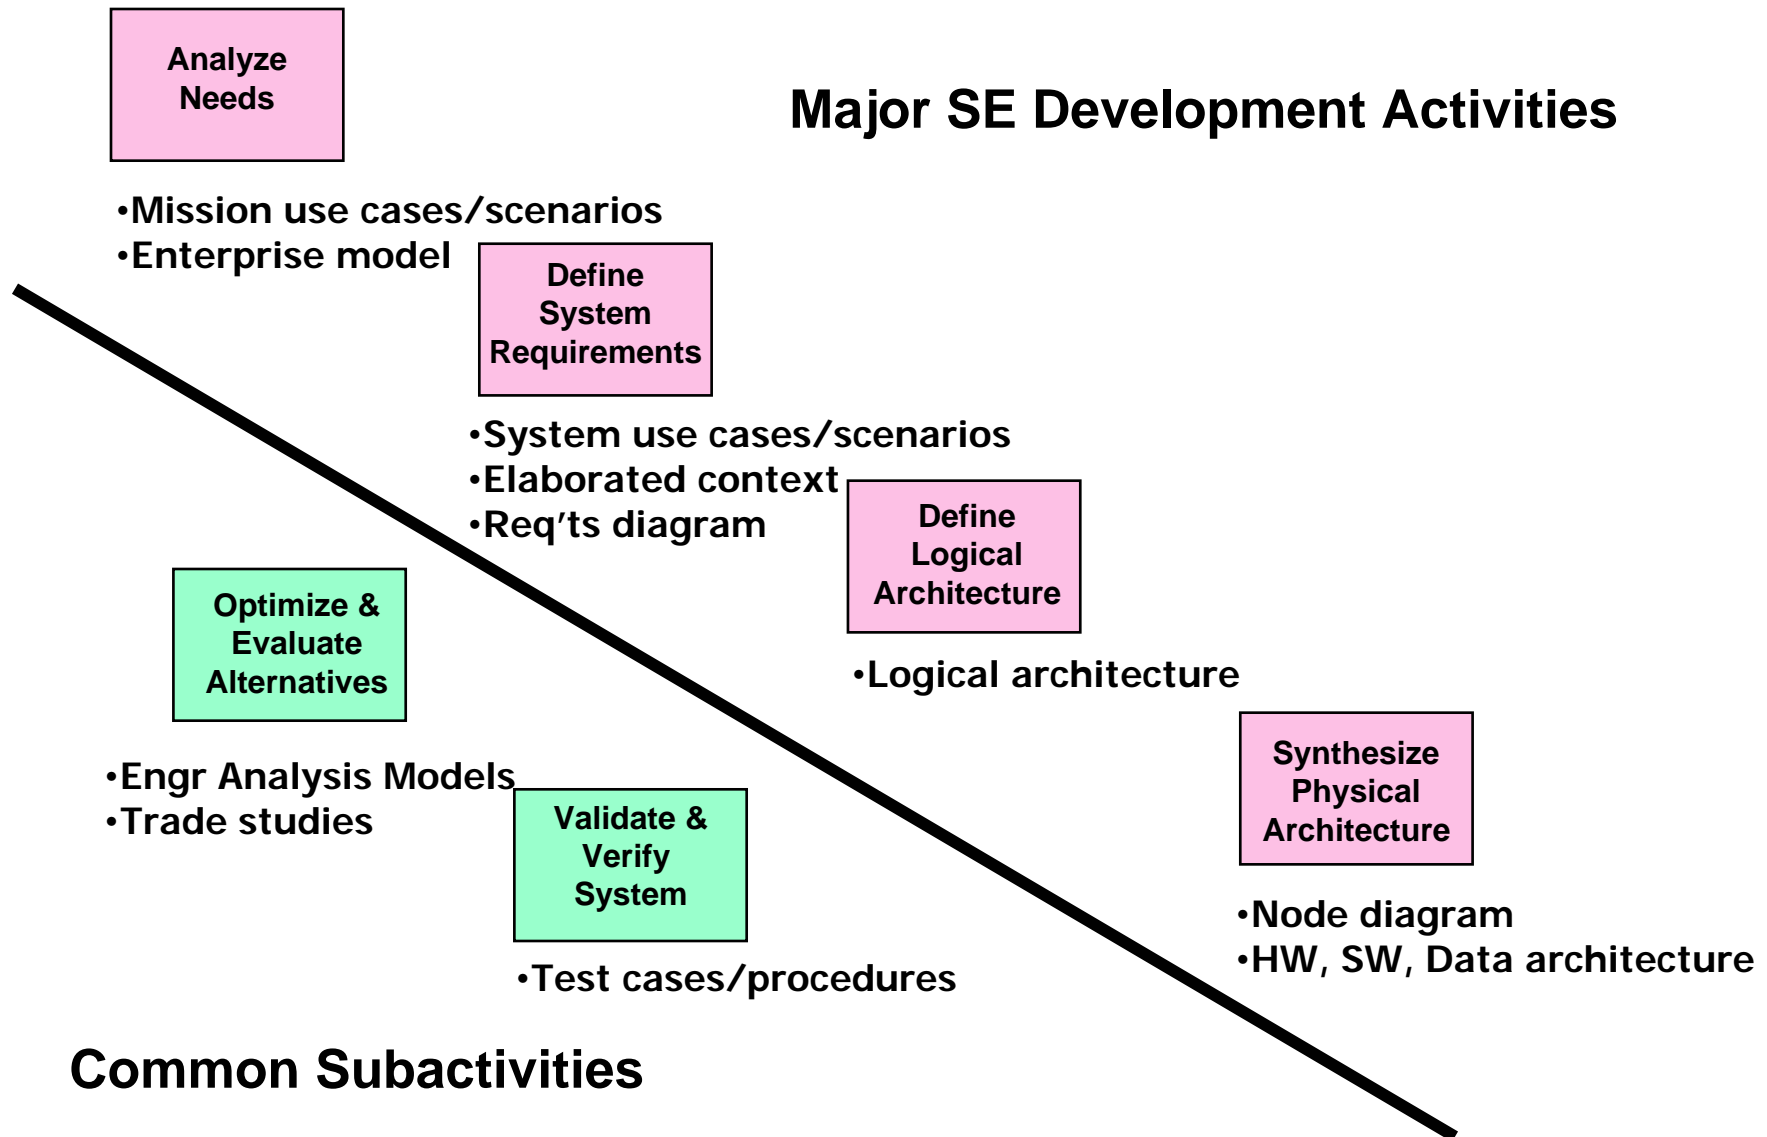 Analyze
Needs
Major SE Development Activities
•Mission use cases/scenarios
•Enterprise model
Define
System
Requirements
•System use cases/scenarios
•Elaborated context
•Req’ts diagram
Define
Logical
Architecture
•Logical architecture
Synthesize
Physical
Architecture
•Node diagram
•HW, SW, Data architecture
Optimize &
Evaluate
Alternatives
•Engr Analysis Models
•Trade studies
Validate &
Verify
System
•Test cases/procedures
Common Subactivities